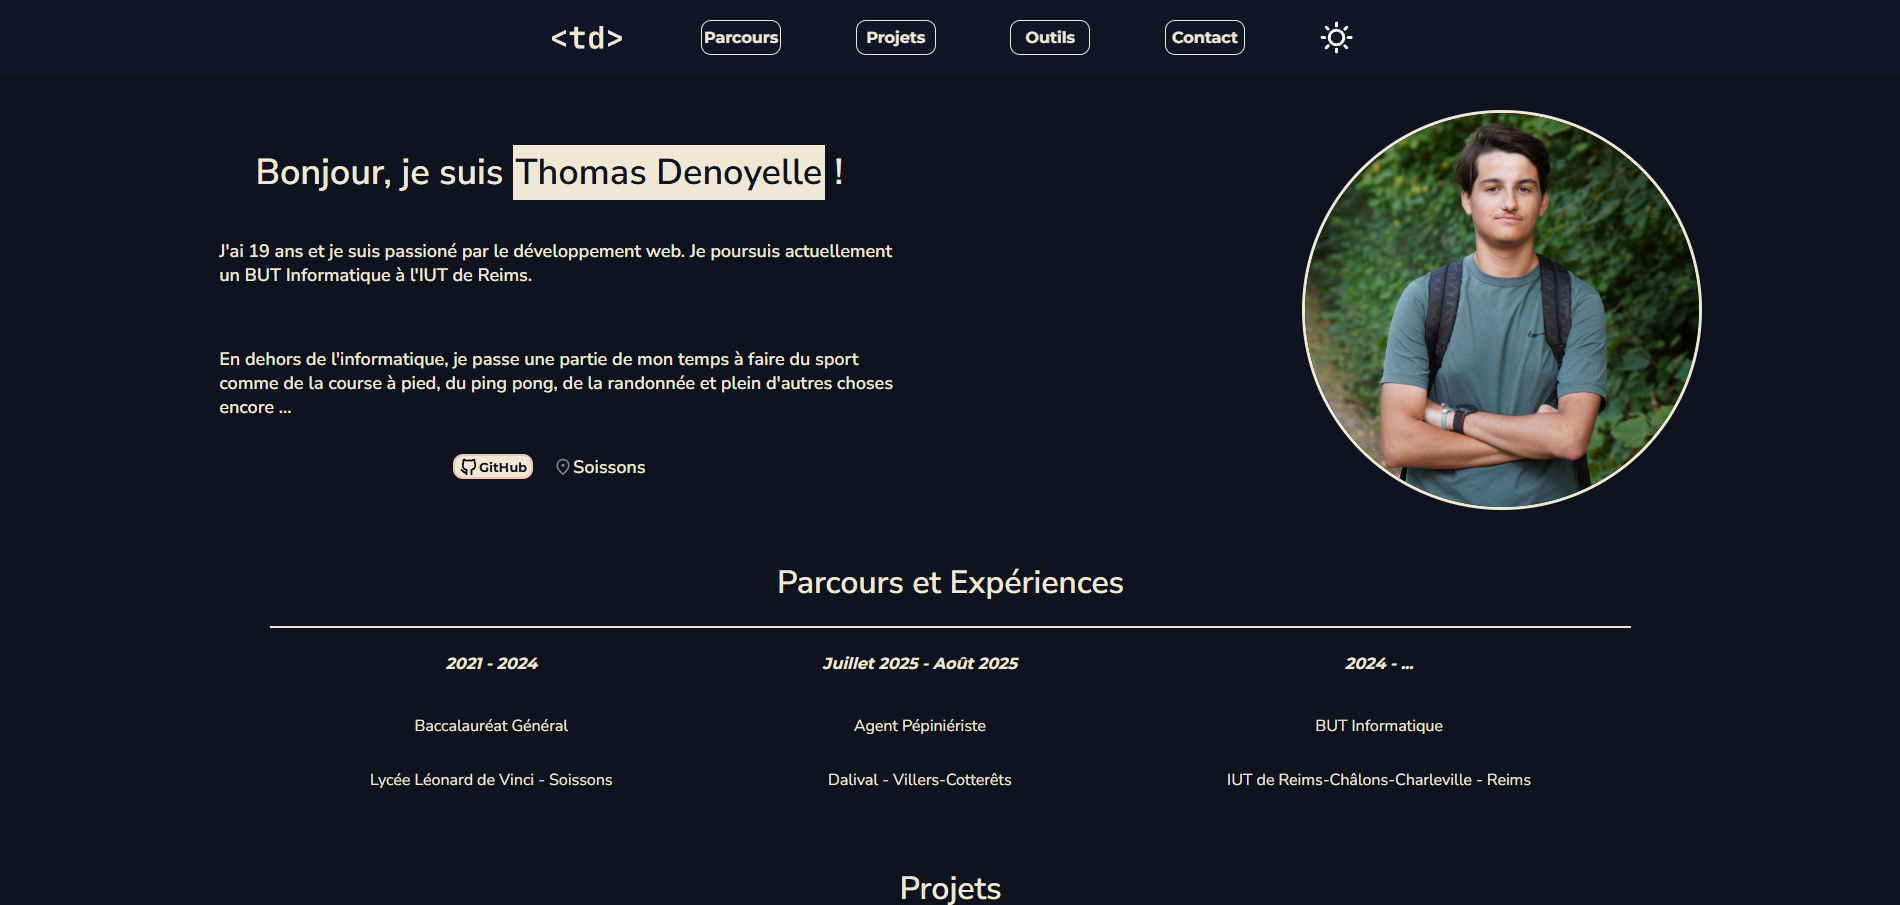 <td>
Parcours
Projets
Outils
Contact
Bonjour, je suis Thomas Denoyelle !
J'ai 19 ans et je suis passioné par le développement web. Je poursuis actuellement
un BUT Informatique à l'IUT de Reims.
En dehors de l'informatique, je passe une partie de mon temps à faire du sport
comme de la course à pied, du ping pong, de la randonnée et plein d'autres choses
encore ...
GitHub
Soissons
Parcours et Expériences
2021 - 2024
Juillet 2025 - Août 2025
2024 - ...
Baccalauréat Général
Agent Pépiniériste
BUT Informatique
Lycée Léonard de Vinci - Soissons
Dalival - Villers-Cotterêts
IUT de Reims-Châlons-Charleville - Reims
Projets